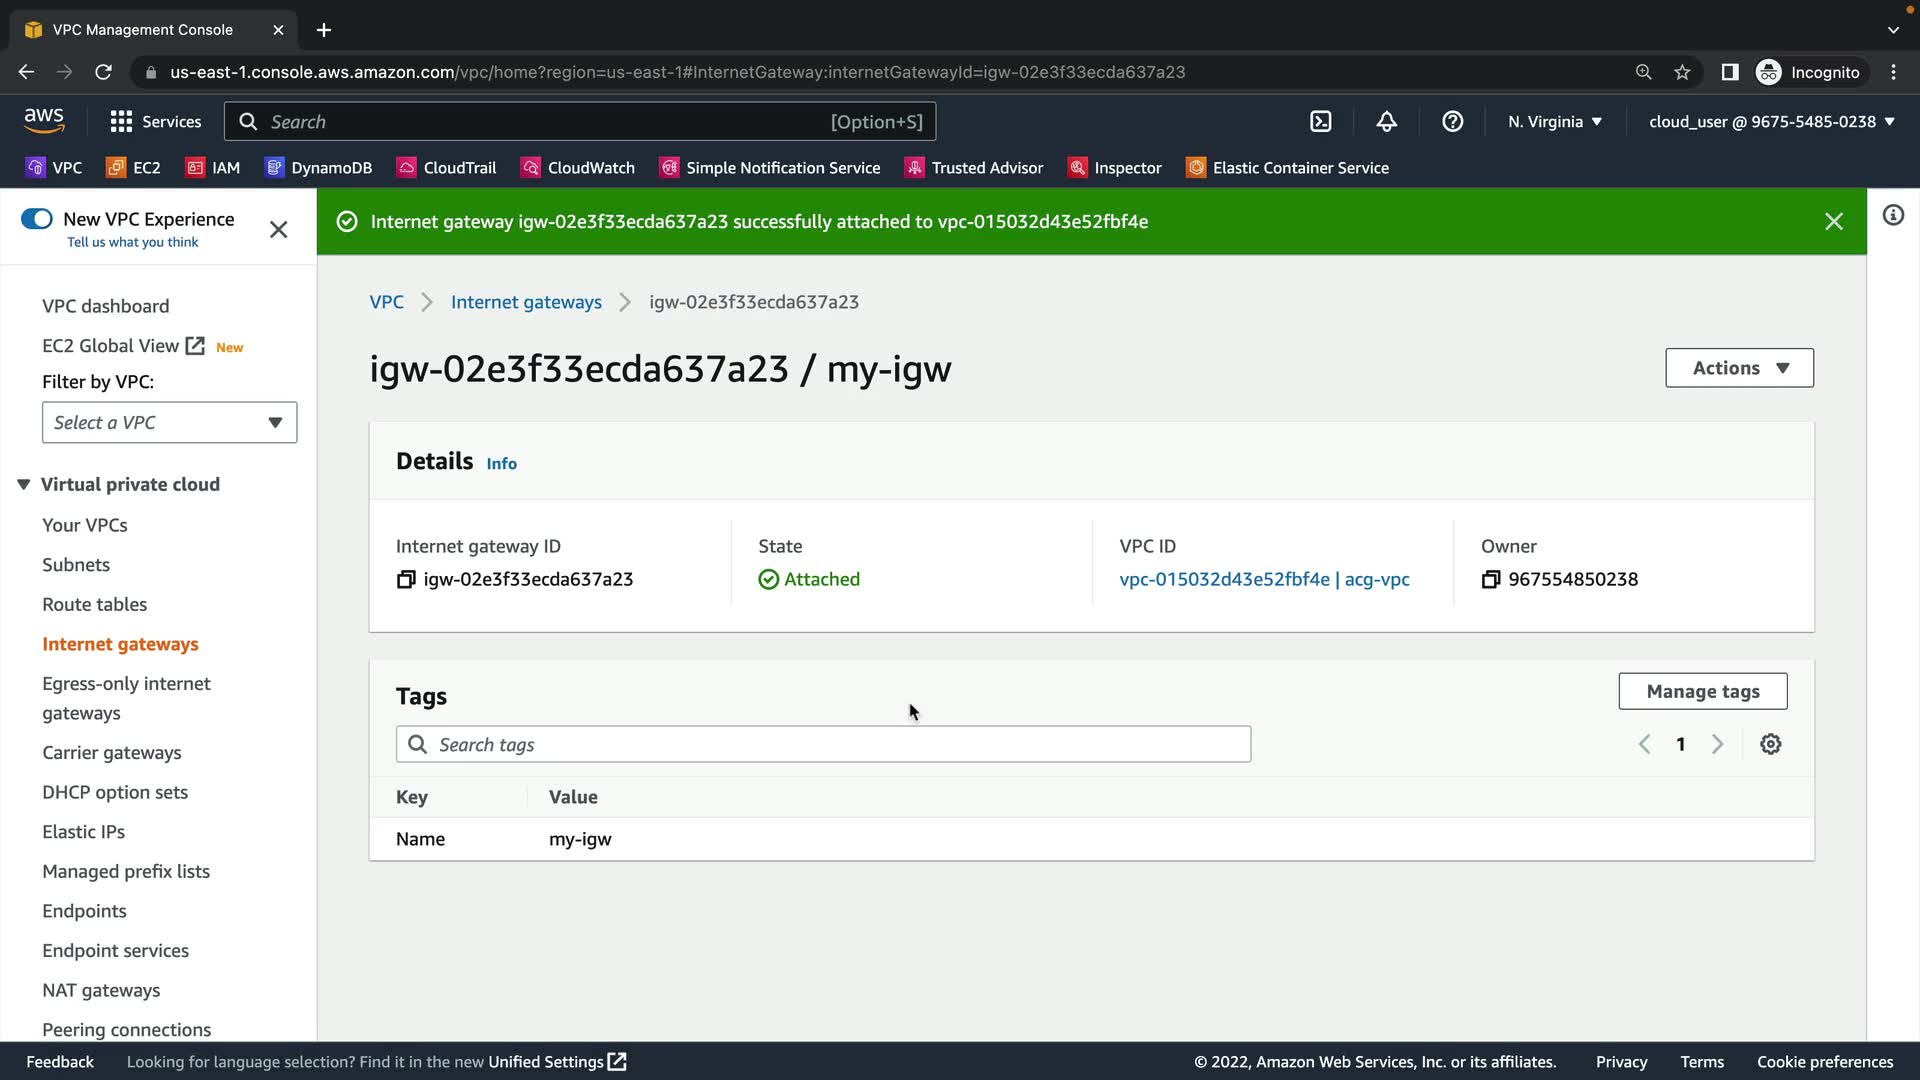 VPC Management Console
us-east-1.console.aws.amazon.com/vpc/home?region=us-east-1#InternetGateway:internetGatewayId=igw-02e3f33ecda637a23
Incognito
aws
Services
Search
[Option+S]
N. Virginia
cloud_user @ 9675-5485-0238
VPC
EC2
IAM
DynamoDB
CloudTrail
CloudWatch
Simple Notification Service
Trusted Advisor
Inspector
Elastic Container Service
New VPC Experience
Tell us what you think
VPC dashboard
EC2 Global View New
Filter by VPC:
Select a VPC
Virtual private cloud
Your VPCs
Subnets
Route tables
Internet gateways
Egress-only internet
gateways
Carrier gateways
DHCP option sets
Elastic IPs
Managed prefix lists
Endpoints
Endpoint services
NAT gateways
Peering connections
Internet gateway igw-02e3f33ecda637a23 successfully attached to vpc-015032d43e52fbf4e
VPC
Internet gateways
igw-02e3f33ecda637a23
igw-02e3f33ecda637a23 / my-igw
Actions
Details Info
Internet gateway ID
igw-02e3f33ecda637a23
State
Attached
VPC ID
vpc-015032d43e52fbf4e | acg-vpc
Owner
967554850238
Tags
Manage tags
Search tags
1
Key
Value
Name
my-igw
Feedback
Looking for language selection? Find it in the new Unified Settings
© 2022, Amazon Web Services, Inc. or its affiliates.
Privacy
Terms
Cookie preferences